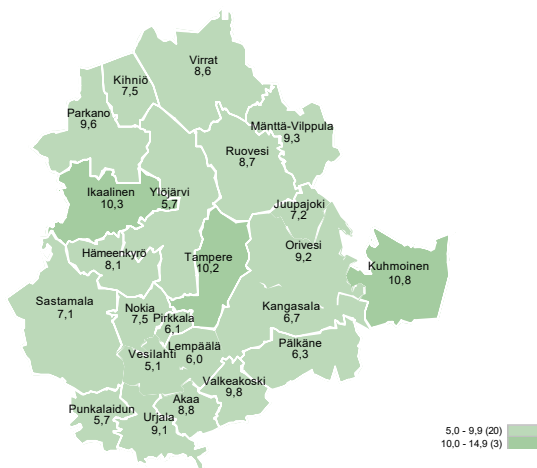 Virrat
8,6
Kihniö
7,5
Parkano
9,6
Mänttä-Vilppula
9,3
Ruovesi
8,7
Ikaalinen
10,3
Ylöjärvi
5,7
Juupajoki
7,2
Orivesi
9,2
Hämeenkyrö
8,1
Tampere
10,2
Kuhmoinen
10,8
Sastamala
7,1
Nokia
7,5
Pirkkala
6,1
Kangasala
6,7
Lempäälä
6,0
Vesilahti
5,1
Pälkäne
6,3
Valkeakoski
9,8
Akaa
8,8
Punkalaidun
5,7
Urjala
9,1
5,0 - 9,9 (20)
10,0 - 14,9 (3)